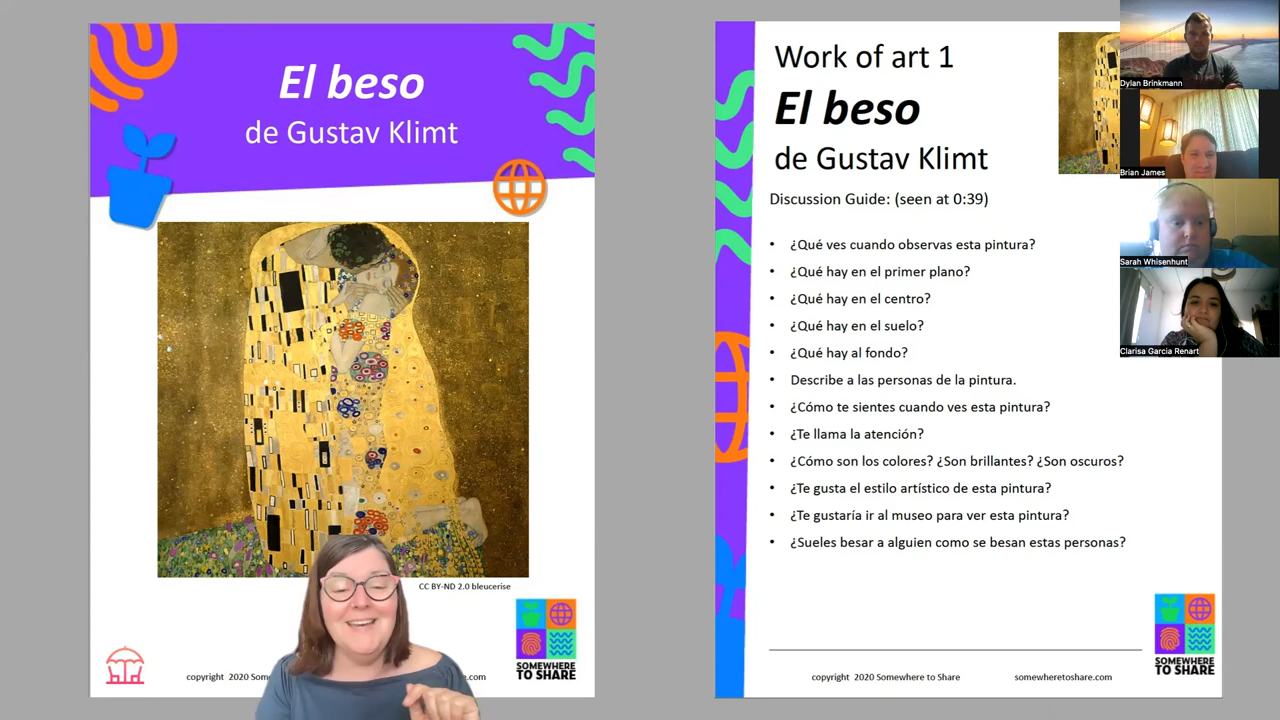 El beso
de Gustav Klimt
CC BY-ND 2.0 bleucerise
SOMEWHERE
TO SHARE
copyright 2020 Some
se.com
Work of art 1
El beso
de Gustav Klimt
Discussion Guide: (seen at 0:39)
• ¿Qué ves cuando observas esta pintura?
• ¿Qué hay en el primer plano?
• ¿Qué hay en el centro?
• ¿Qué hay en el suelo?
• ¿Qué hay al fondo?
• Describe a las personas de la pintura.
• ¿Cómo te sientes cuando ves esta pintura?
• ¿Te llama la atención?
• ¿Cómo son los colores? ¿Son brillantes? ¿Son oscuros?
• ¿Te gusta el estilo artístico de esta pintura?
• ¿Te gustaría ir al museo para ver esta pintura?
• ¿Sueles besar a alguien como se besan estas personas?
SOMEWHERE
TO SHARE
copyright 2020 Somewhere to Share somewheretoshare.com
Dylan Brinkmann
Brian James
Sarah Whisenhunt
Clarisa Garcia Renart